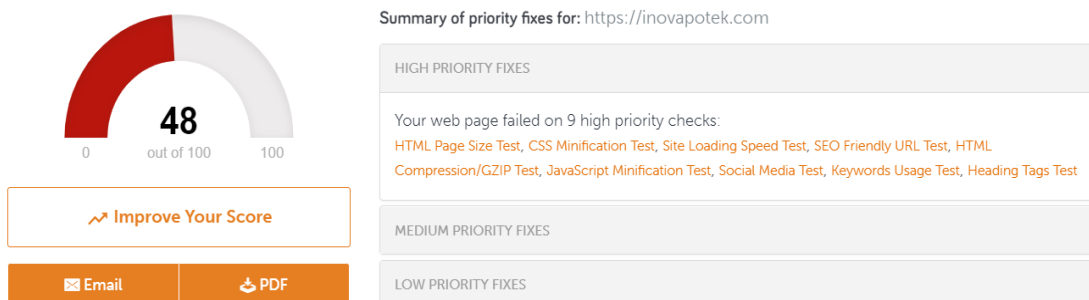 48
0
out of 100
100
Improve Your Score
Email
PDF
Summary of priority fixes for: https://inovapotek.com
HIGH PRIORITY FIXES
Your web page failed on 9 high priority checks:
HTML Page Size Test, CSS Minification Test, Site Loading Speed Test, SEO Friendly URL Test, HTML
Compression/GZIP Test, JavaScript Minification Test, Social Media Test, Keywords Usage Test, Heading Tags Test
MEDIUM PRIORITY FIXES
LOW PRIORITY FIXES